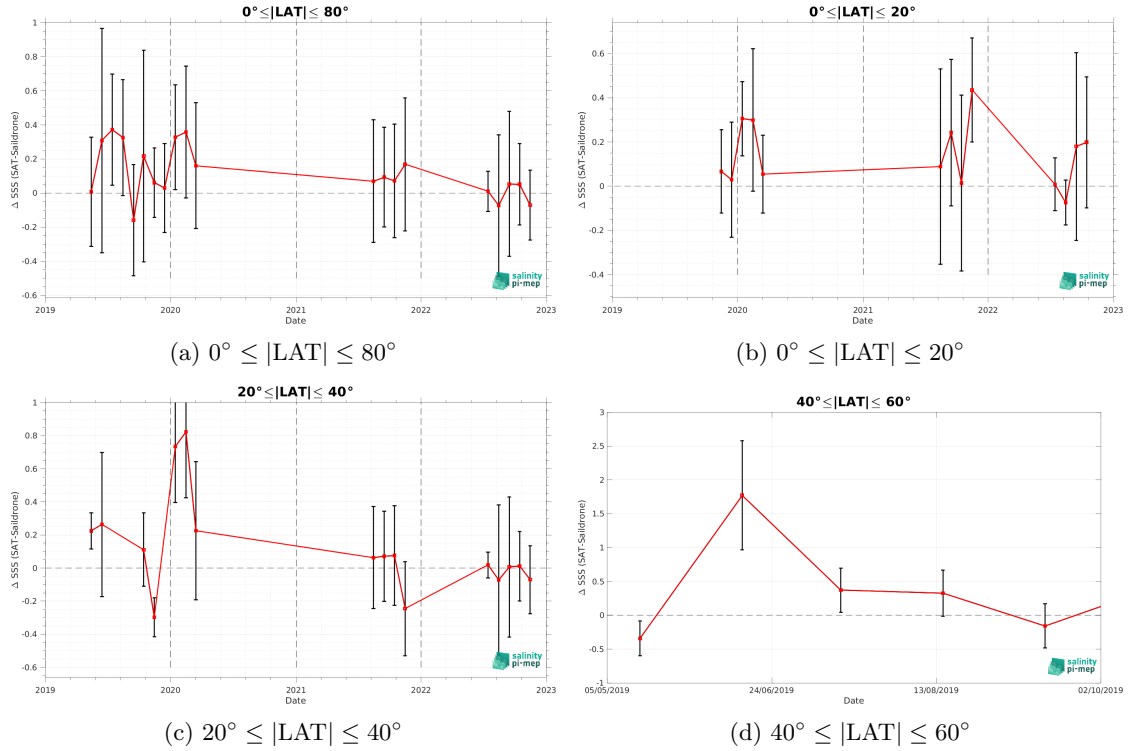 0°≤|LAT|≤ 80°
1
0.8
0.6
0.4
0.2
0
-0.2
-0.4
-0.6
Δ SSS (SAT-Saildrone)
2019
2020
2021
2022
2023
Date
salinity
pi-mep
(a) 0° ≤ |LAT| ≤ 80°
0°≤|LAT|≤ 20°
0.6
0.4
0.2
0
-0.2
-0.4
Δ SSS (SAT-Saildrone)
2019
2020
2021
2022
2023
Date
salinity
pi-mep
(b) 0° ≤ |LAT| ≤ 20°
20°≤|LAT|≤ 40°
1
0.8
0.6
0.4
0.2
0
-0.2
-0.4
-0.6
Δ SSS (SAT-Saildrone)
2019
2020
2021
2022
2023
Date
salinity
pi-mep
(c) 20° ≤ |LAT| ≤ 40°
40°≤|LAT|≤ 60°
3
2.5
2
1.5
1
0.5
0
-0.5
-1
Δ SSS (SAT-Saildrone)
05/05/2019
24/06/2019
13/08/2019
02/10/2019
Date
salinity
pi-mep
(d) 40° ≤ |LAT| ≤ 60°